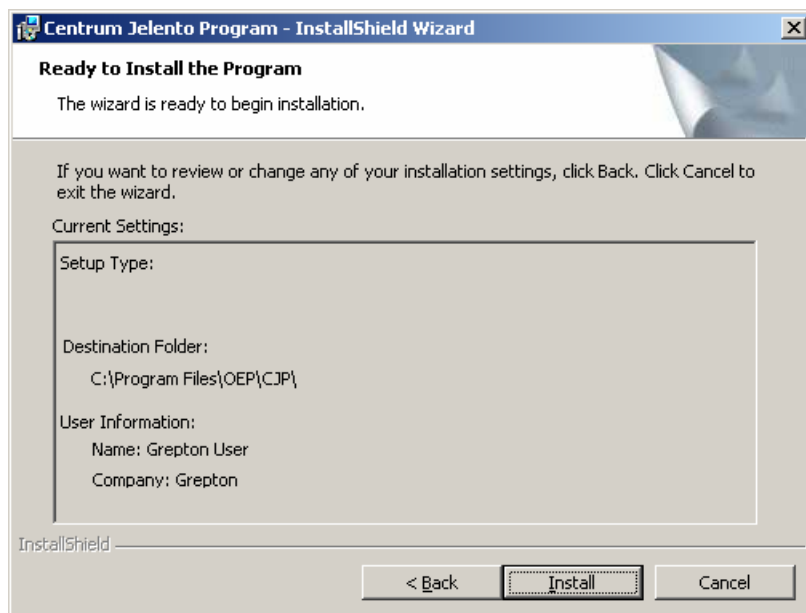 Centrum Jelento Program - InstallShield Wizard
Ready to Install the Program
The wizard is ready to begin installation.
If you want to review or change any of your installation settings, click Back. Click Cancel to
exit the wizard.
Current Settings:
Setup Type:
Destination Folder:
C:\Program Files\OEP\CJP\
User Information:
Name: Grepton User
Company: Grepton
InstallShield
< Back
Install
Cancel